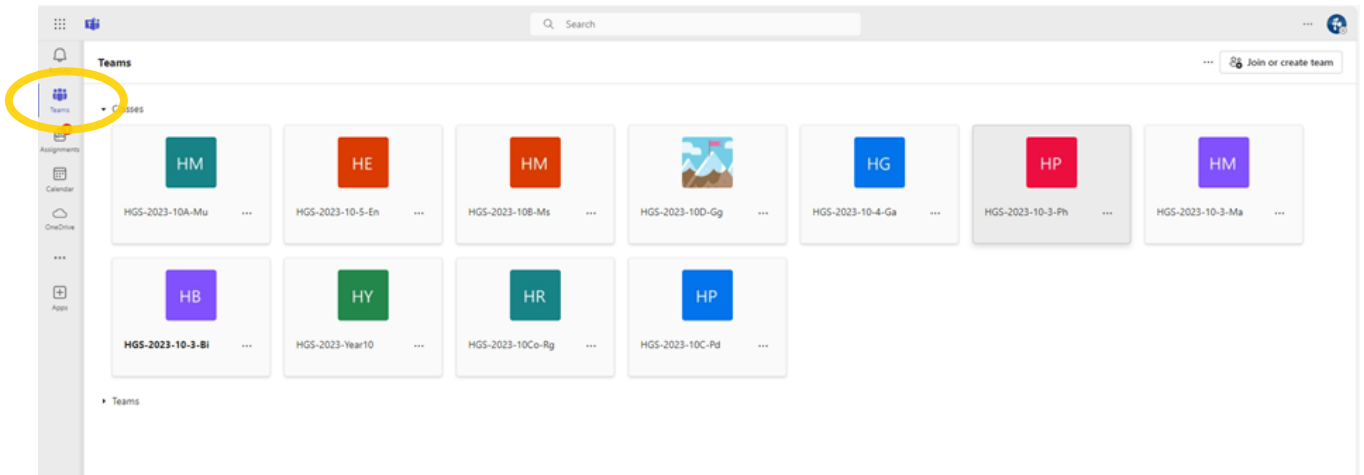 Search
Teams
Join or create team
Teams
Classes
HM
HE
HM
HG
HP
HM
HGS-2023-10A-Mu
HGS-2023-10-5-En
HGS-2023-10B-Ms
HGS-2023-10D-Gg
HGS-2023-10-4-Ga
HGS-2023-10-3-Ph
HGS-2023-10-3-Ma
Assignments
Calendar
OneDrive
Apps
HB
HY
HR
HP
HGS-2023-10-3-Bi
HGS-2023-Year10
HGS-2023-10Co-Rg
HGS-2023-10C-Pd
Teams